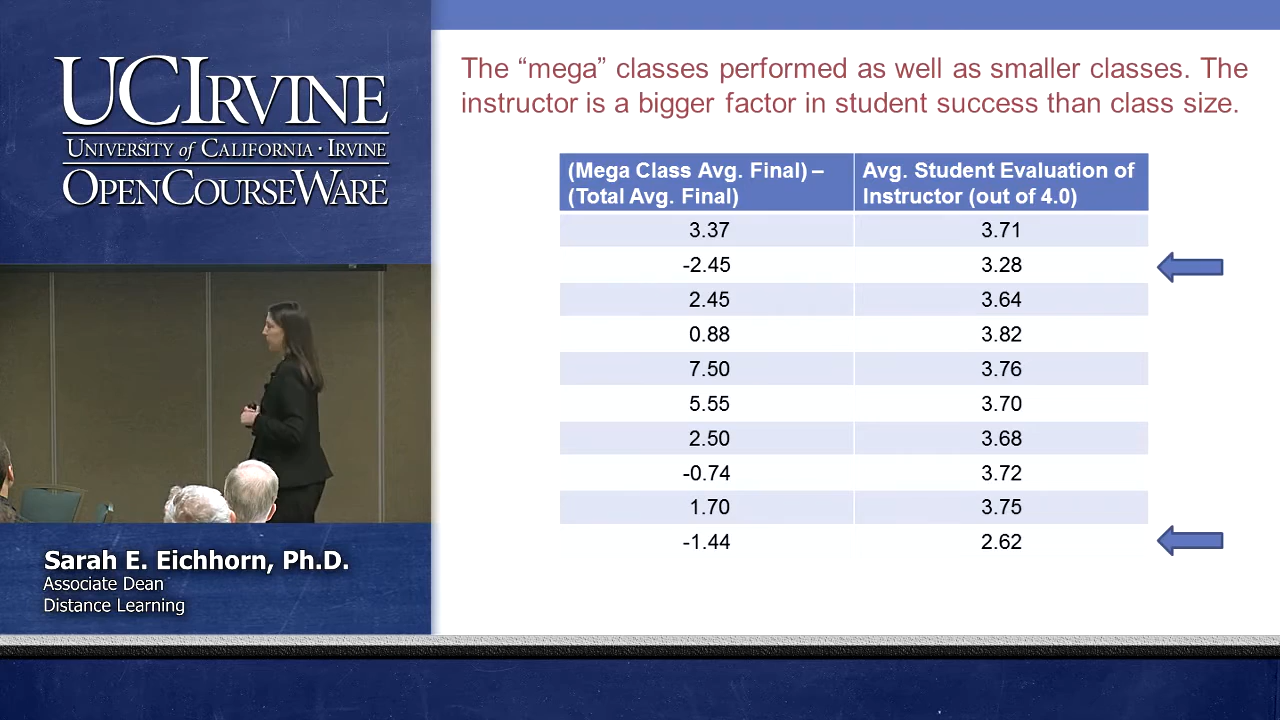 UCIRVINE
UNIVERSITY of CALIFORNIA · IRVINE
OPENCOURSEWARE
The “mega” classes performed as well as smaller classes. The
instructor is a bigger factor in student success than class size.
(Mega Class Avg. Final) – (Total Avg. Final) Avg. Student Evaluation of Instructor (out of 4.0)
3.37 3.71
-2.45 3.28
2.45 3.64
0.88 3.82
7.50 3.76
5.55 3.70
2.50 3.68
-0.74 3.72
1.70 3.75
-1.44 2.62
Sarah E. Eichhorn, Ph.D.
Associate Dean
Distance Learning